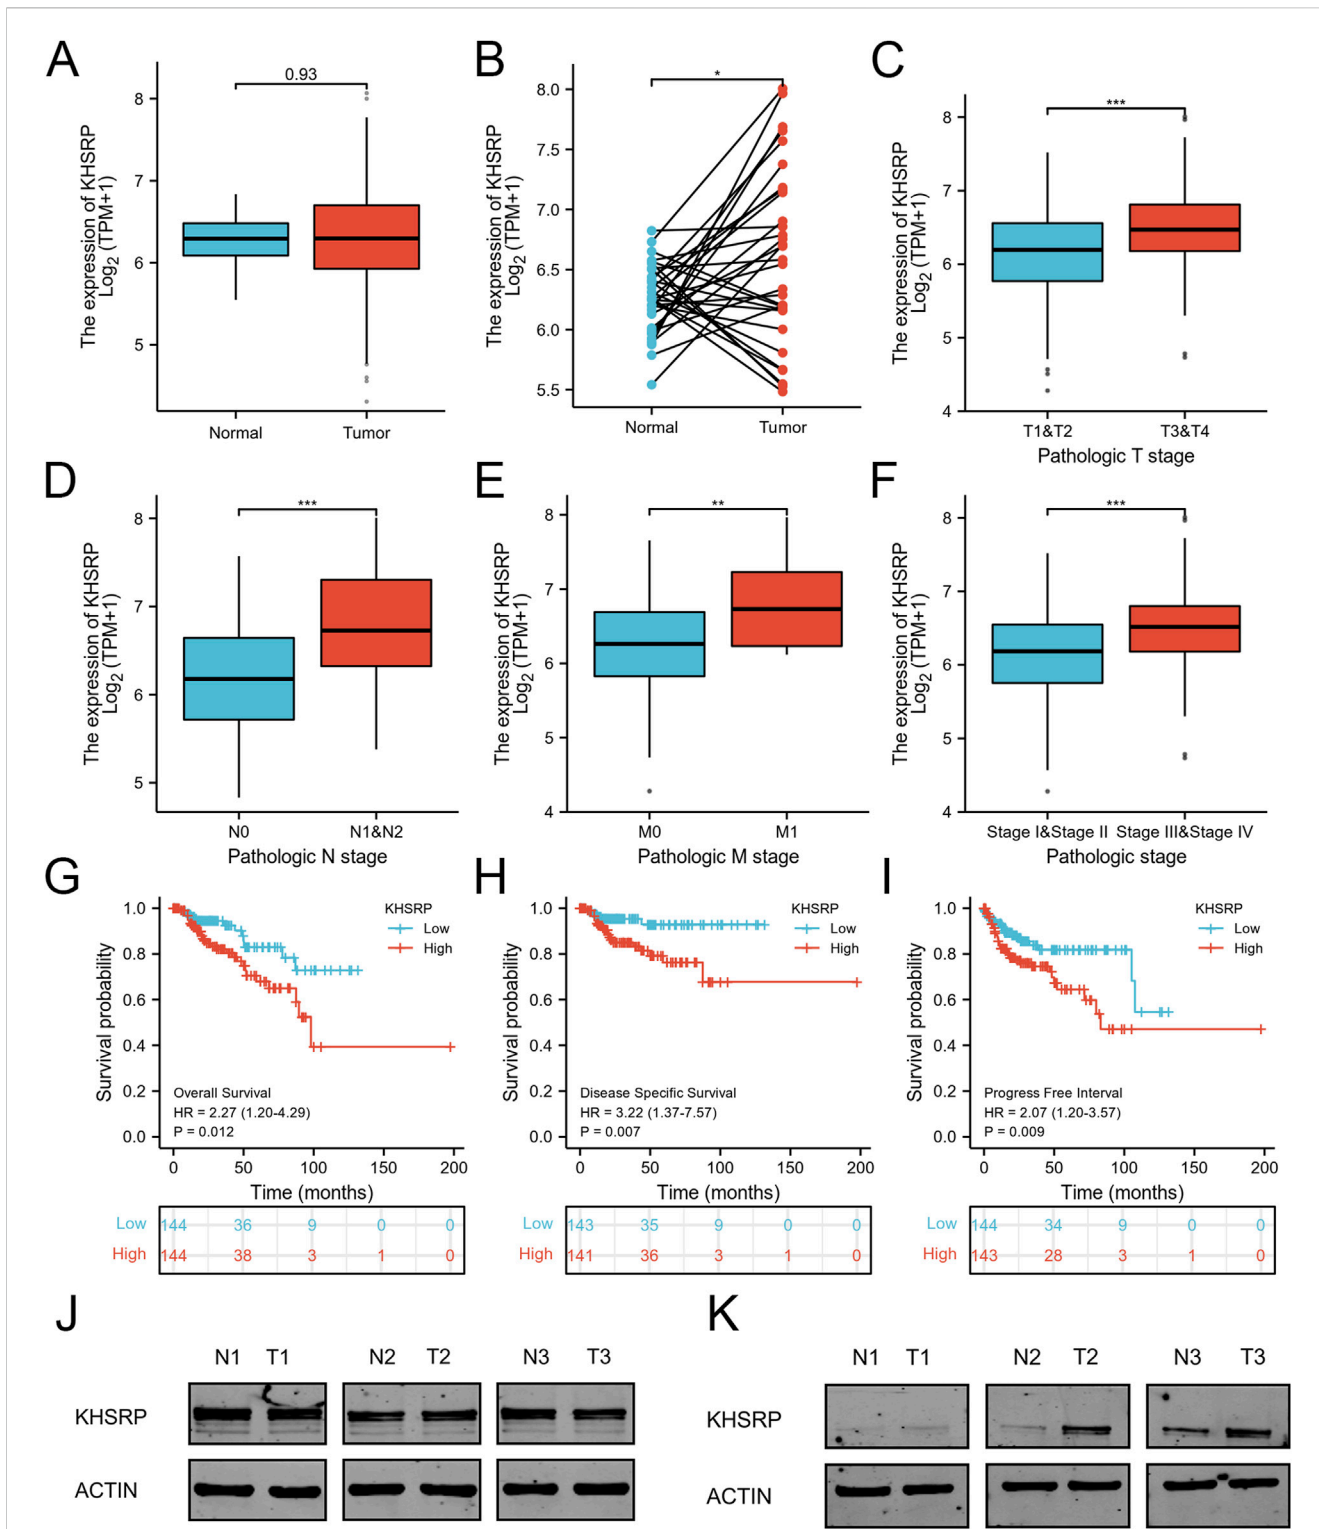 A
0.93
The expression of KHSRP
Log2 (TPM+1)
8
7
6
5
Normal
Tumor
B
*
The expression of KHSRP
Log2 (TPM+1)
8.0
7.5
7.0
6.5
6.0
5.5
Normal
Tumor
C
***
The expression of KHSRP
Log2 (TPM+1)
8
7
6
5
4
T1&T2
T3&T4
Pathologic T stage
D
***
The expression of KHSRP
Log2 (TPM+1)
8
7
6
5
N0
N1&N2
Pathologic N stage
E
**
The expression of KHSRP
Log2 (TPM+1)
8
7
6
5
4
M0
M1
Pathologic M stage
F
***
The expression of KHSRP
Log2 (TPM+1)
8
7
6
5
4
Stage I&Stage II
Stage III&Stage IV
Pathologic stage
G
KHSRP
Low
High
Survival probability
1.0
0.8
0.6
0.4
0.2
0.0
Overall Survival
HR = 2.27 (1.20-4.29)
P = 0.012
0 50 100 150 200
Time (months)
Low 144 36 9 0 0
High 144 38 3 1 0
H
KHSRP
Low
High
Survival probability
1.0
0.8
0.6
0.4
0.2
0.0
Disease Specific Survival
HR = 3.22 (1.37-7.57)
P = 0.007
0 50 100 150 200
Time (months)
Low 143 35 9 0 0
High 141 36 3 1 0
I
KHSRP
Low
High
Survival probability
1.0
0.8
0.6
0.4
0.2
0.0
Progress Free Interval
HR = 2.07 (1.20-3.57)
P = 0.009
0 50 100 150 200
Time (months)
Low 144 34 9 0 0
High 143 28 3 1 0
J
N1 T1 N2 T2 N3 T3
KHSRP
ACTIN
K
N1 T1 N2 T2 N3 T3
KHSRP
ACTIN